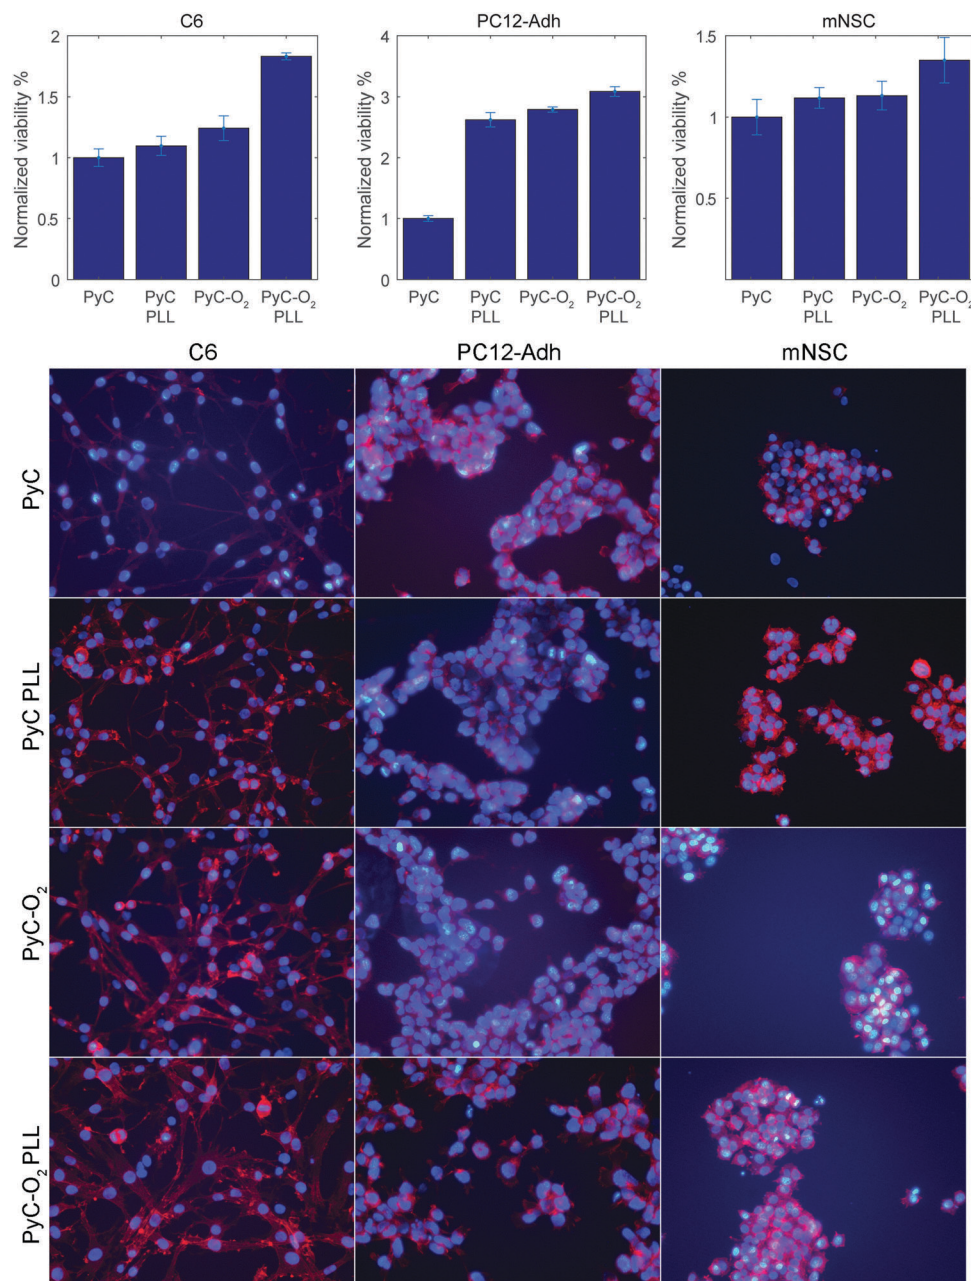 C6
PC12-Adh
mNSC
Normalized viability %
2
1.5
1
0.5
0
PyC
PyC PLL
PyC-O₂
PyC-O₂ PLL
Normalized viability %
4
3
2
1
0
PyC
PyC PLL
PyC-O₂
PyC-O₂ PLL
Normalized viability %
1.5
1
0.5
PyC
PyC PLL
PyC-O₂
PyC-O₂ PLL
C6
PC12-Adh
mNSC
PyC
PyC PLL
PyC-O₂
PyC-O₂ PLL